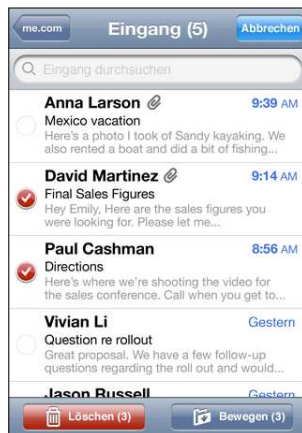 me.com
Eingang (5)
Abbrechen
Eingang durchsuchen
Anna Larson
9:39 AM
Mexico vacation
Here's a photo I took of Sandy kayaking. We
also rented a boat and did a bit of fishing...
David Martinez
9:14 AM
Final Sales Figures
Hey Emily, Here are the sales figures you
were looking for. Please let me...
Paul Cashman
8:56 AM
Directions
Here's where we're shooting the video for
the sales conference. Call when you get to...
Vivian Li
Gestern
Question re rollout
Great proposal. We have a few follow-up
questions regarding the roll out and would...
Jason Russell
Gestern
Löschen (3)
Bewegen (3)